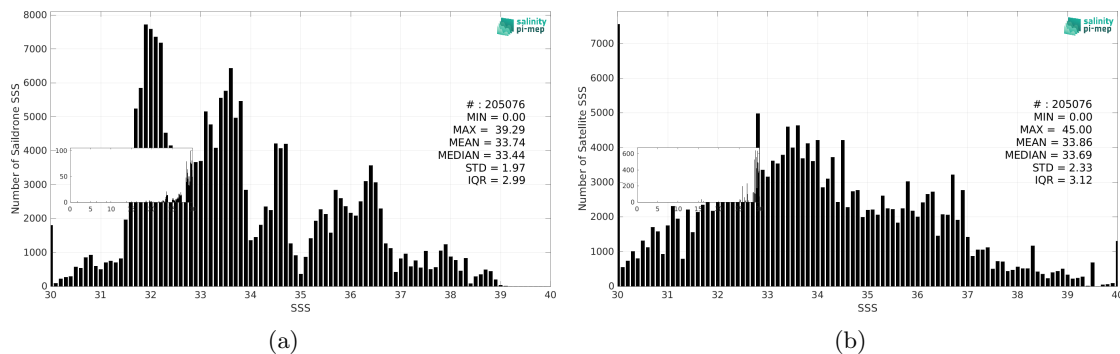 salinity
pi-mep
8000
7000
6000
5000
4000
3000
2000
1000
0
Number of Saildrone SSS
# : 205076
MIN = 0.00
MAX = 39.29
MEAN = 33.74
MEDIAN = 33.44
STD = 1.97
IQR = 2.99
100
50
0
0 5 10 15 20 25
30 31 32 33 34 35 36 37 38 39 40
SSS
(a)
salinity
pi-mep
7000
6000
5000
4000
3000
2000
1000
0
Number of Satellite SSS
# : 205076
MIN = 0.00
MAX = 45.00
MEAN = 33.86
MEDIAN = 33.69
STD = 2.33
IQR = 3.12
600
400
200
0
0 5 10 15 20 25
30 31 32 33 34 35 36 37 38 39 40
SSS
(b)